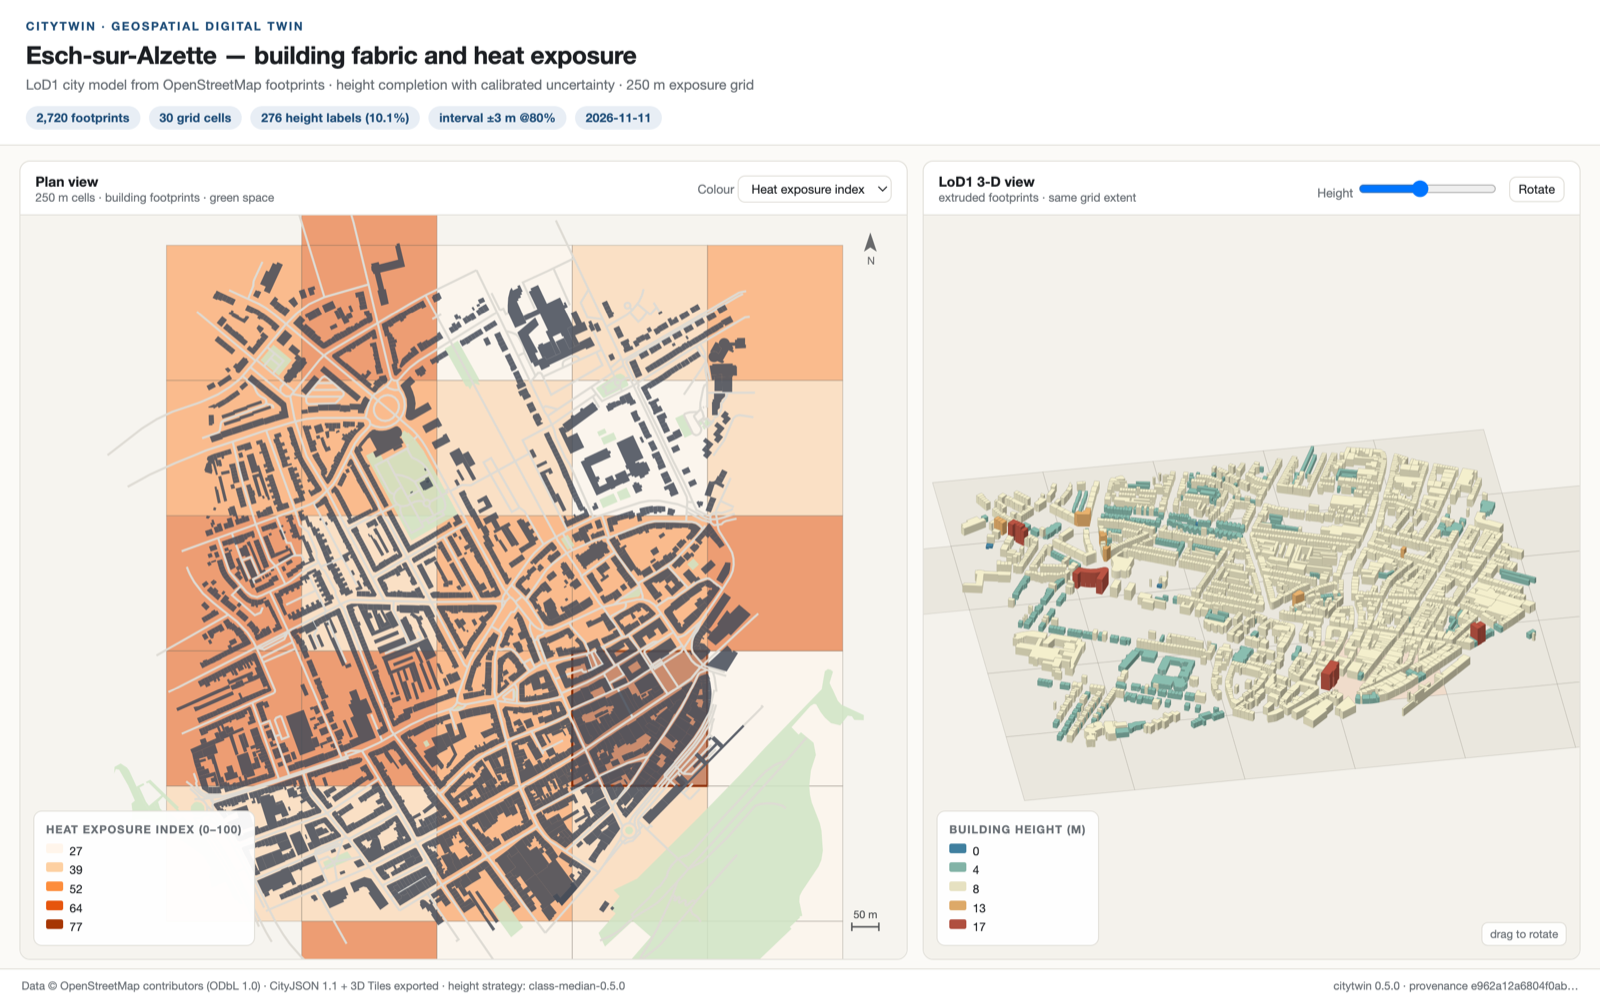 CITYTWIN · GEOSPATIAL DIGITAL TWIN
Esch-sur-Alzette — building fabric and heat exposure
LoD1 city model from OpenStreetMap footprints · height completion with calibrated uncertainty · 250 m exposure grid
2,720 footprints 30 grid cells 276 height labels (10.1%) interval ±3 m @80% 2026-11-11
Plan view
250 m cells · building footprints · green space
Colour Heat exposure index
N
HEAT EXPOSURE INDEX (0–100)
27
39
52
64
77
50 m
LoD1 3-D view
extruded footprints · same grid extent
Height Rotate
BUILDING HEIGHT (M)
0
4
8
13
17
drag to rotate
Data © OpenStreetMap contributors (ODbL 1.0) · CityJSON 1.1 + 3D Tiles exported · height strategy: class-median-0.5.0
citytwin 0.5.0 · provenance e962a12a6804f0ab…